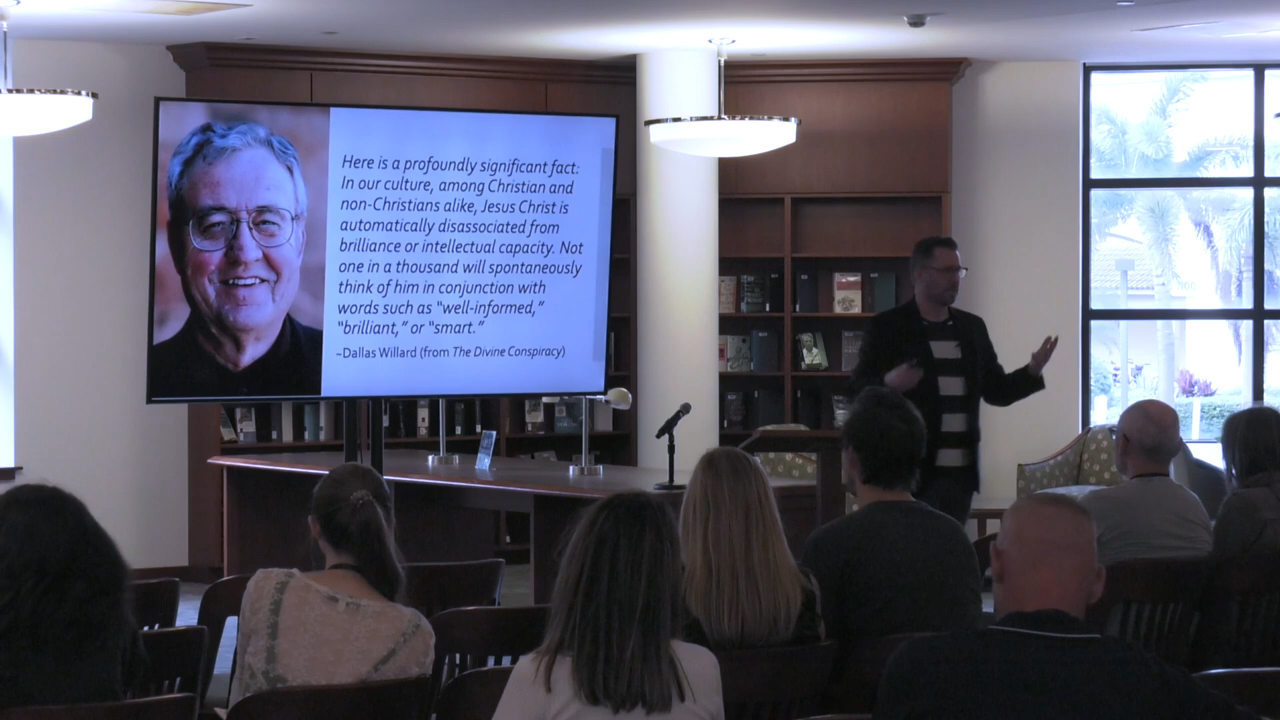 Here is a profoundly significant fact:
In our culture, among Christian and
non-Christians alike, Jesus Christ is
automatically disassociated from
brilliance or intellectual capacity. Not
one in a thousand will spontaneously
think of him in conjunction with
words such as "well-informed,"
"brilliant," or "smart."
~Dallas Willard (from The Divine Conspiracy)